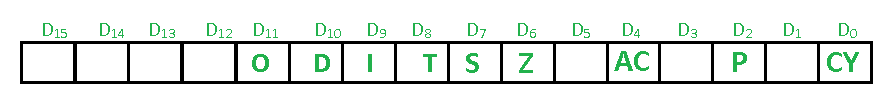 D15 D14 D13 D12 D11 D10 D9 D8 D7 D6 D5 D4 D3 D2 D1 D0
O D I T S Z AC P CY